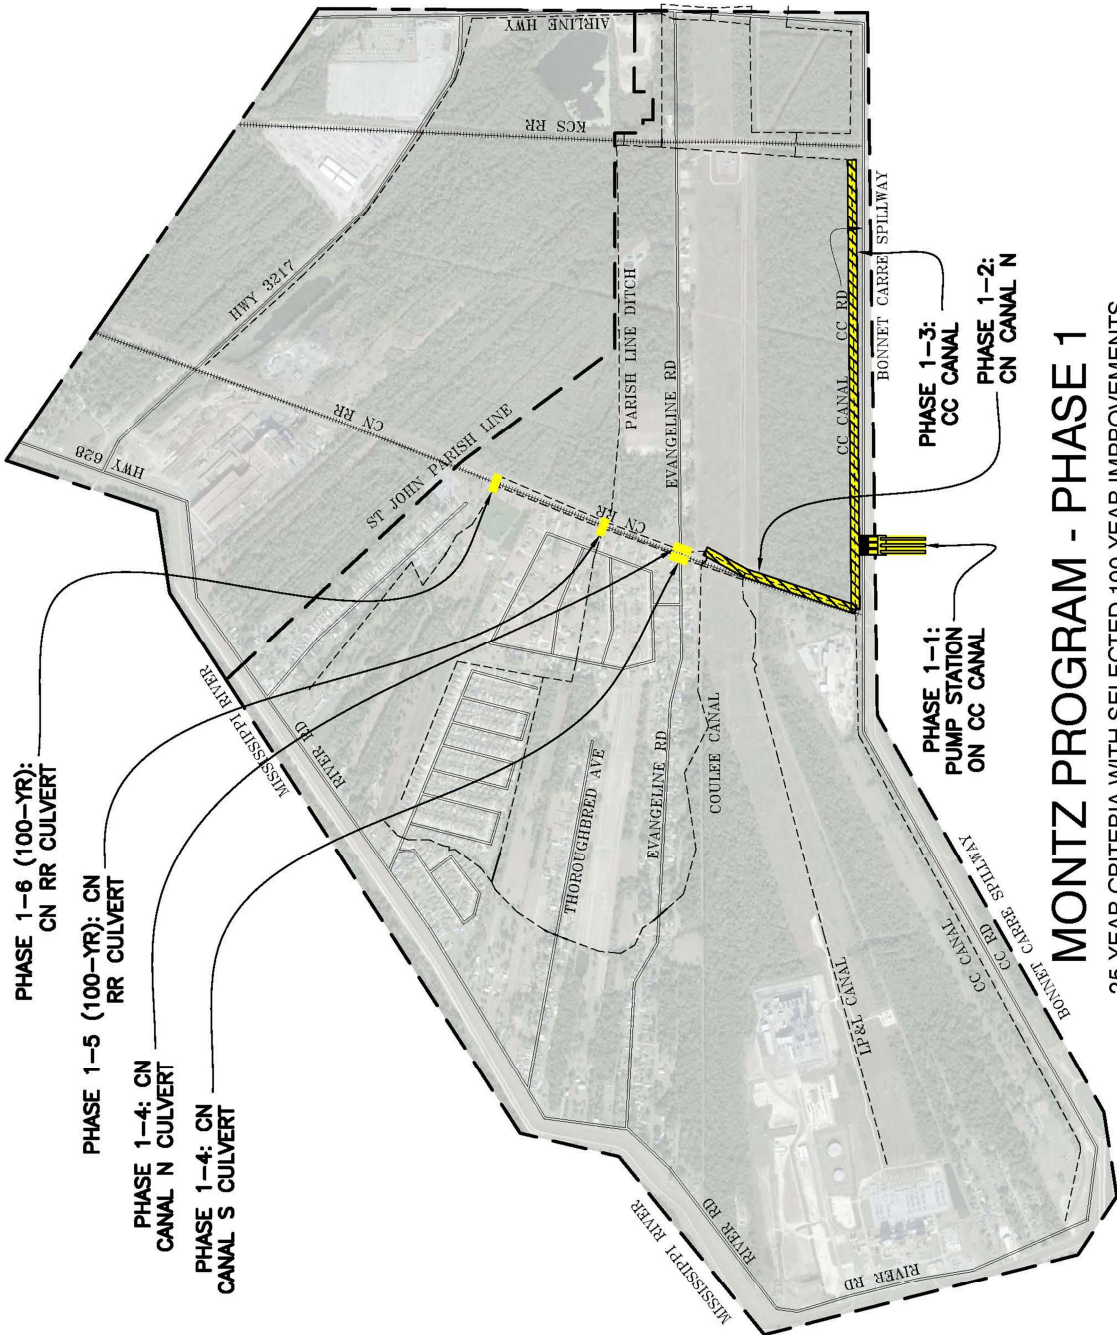 PHASE 1-6 (100-YR):
CN RR CULVERT
PHASE 1-5 (100-YR): CN
RR CULVERT
PHASE 1-4: CN
CANAL N CULVERT
PHASE 1-4: CN
CANAL S CULVERT
AIRLINE HWY
KCS RR
HWY 3217
CN RR
HWY 628
ST JOHN PARISH LINE
PARISH LINE DITCH
EVANGELINE RD
CN RR
MISSISSIPPI RIVER
RIVER RD
THOROUGHBRED AVE
EVANGELINE RD
COULEE CANAL
LP&L CANAL
CC CANAL
CC RD
BONNET CARRE SPILLWAY
PHASE 1-3:
CC CANAL
PHASE 1-2:
CN CANAL N
PHASE 1-1:
PUMP STATION
ON CC CANAL
CC CANAL
CC RD
BONNET CARRE SPILLWAY
MISSISSIPPI RIVER
RIVER RD
RIVER RD
MONTZ PROGRAM - PHASE 1
25-YEAR CRITERIA WITH SELECTED 100-YEAR IMPROVEMENTS